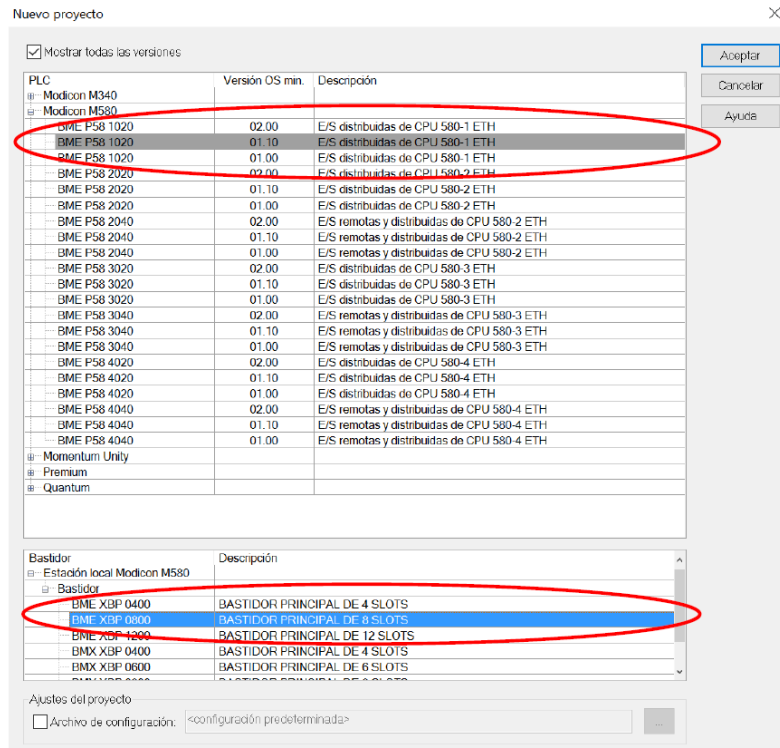 Nuevo proyecto
Mostrar todas las versiones
Aceptar
Cancelar
Ayuda
PLC Versión OS min. Descripción
Modicon M340
Modicon M580
BME P58 1020 02.00 E/S distribuidas de CPU 580-1 ETH
BME P58 1020 01.10 E/S distribuidas de CPU 580-1 ETH
BME P58 1020 01.00 E/S distribuidas de CPU 580-1 ETH
BME P58 2020 02.00 E/S distribuidas de CPU 580-2 ETH
BME P58 2020 01.10 E/S distribuidas de CPU 580-2 ETH
BME P58 2020 01.00 E/S distribuidas de CPU 580-2 ETH
BME P58 2040 02.00 E/S remotas y distribuidas de CPU 580-2 ETH
BME P58 2040 01.10 E/S remotas y distribuidas de CPU 580-2 ETH
BME P58 2040 01.00 E/S remotas y distribuidas de CPU 580-2 ETH
BME P58 3020 02.00 E/S distribuidas de CPU 580-3 ETH
BME P58 3020 01.10 E/S distribuidas de CPU 580-3 ETH
BME P58 3020 01.00 E/S distribuidas de CPU 580-3 ETH
BME P58 3040 02.00 E/S remotas y distribuidas de CPU 580-3 ETH
BME P58 3040 01.10 E/S remotas y distribuidas de CPU 580-3 ETH
BME P58 3040 01.00 E/S remotas y distribuidas de CPU 580-3 ETH
BME P58 4020 02.00 E/S distribuidas de CPU 580-4 ETH
BME P58 4020 01.10 E/S distribuidas de CPU 580-4 ETH
BME P58 4020 01.00 E/S distribuidas de CPU 580-4 ETH
BME P58 4040 02.00 E/S remotas y distribuidas de CPU 580-4 ETH
BME P58 4040 01.10 E/S remotas y distribuidas de CPU 580-4 ETH
BME P58 4040 01.00 E/S remotas y distribuidas de CPU 580-4 ETH
Momentum Unity
Premium
Quantum
Bastidor Descripción
Estación local Modicon M580
Bastidor
BME XBP 0400 BASTIDOR PRINCIPAL DE 4 SLOTS
BME XBP 0800 BASTIDOR PRINCIPAL DE 8 SLOTS
BME XBP 1200 BASTIDOR PRINCIPAL DE 12 SLOTS
BMX XBP 0400 BASTIDOR PRINCIPAL DE 4 SLOTS
BMX XBP 0600 BASTIDOR PRINCIPAL DE 6 SLOTS
Ajustes del proyecto
Archivo de configuración: <configuración predeterminada> ...